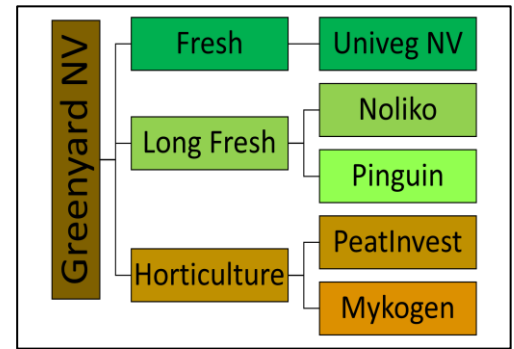 Greenyard NV
Fresh
Univeg NV
Long Fresh
Noliko
Pinguin
Horticulture
PeatInvest
Mykogen